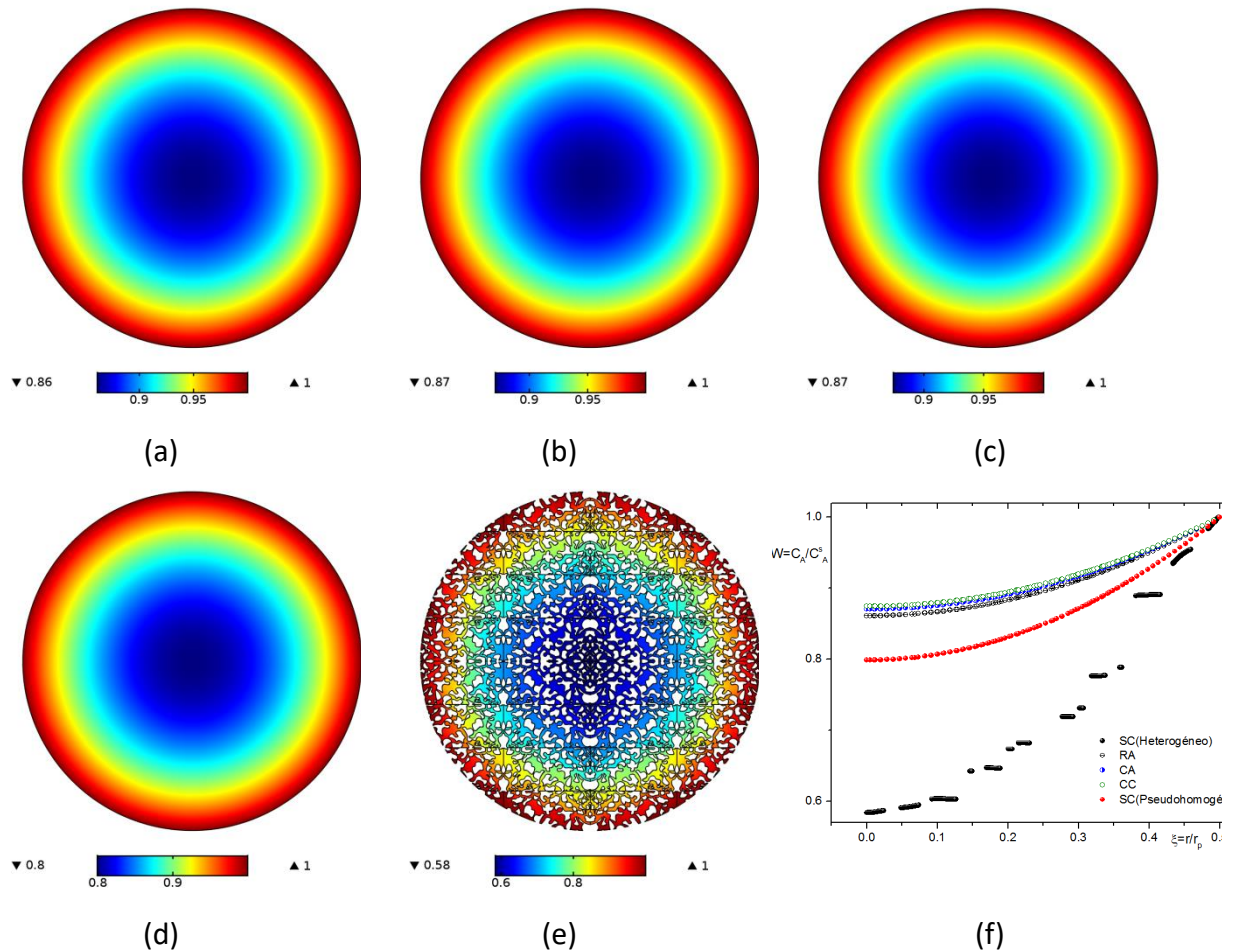 ▼ 0.86 0.9 0.95 ▲ 1
▼ 0.87 0.9 0.95 ▲ 1
▼ 0.87 0.9 0.95 ▲ 1
(a) (b) (c)
▼ 0.8 0.8 0.9 ▲ 1
(d)
▼ 0.58 0.6 0.8 ▲ 1
(e)
1.0
W=C_A/C^s_A
0.8
0.6
SC(Heterogéneo)
RA
CA
CC
SC(Pseudohomogé
0.0 0.1 0.2 0.3 0.4 0.
ξ=r/r_p
(f)